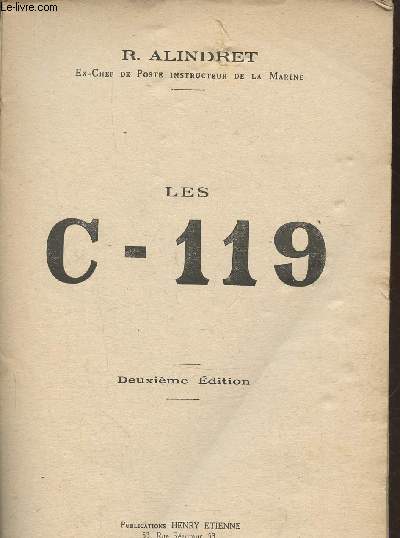 Le-livre.com
R. ALINDRET
EX-CHEF DE POSTE INSTRUCTEUR DE LA MARINE
LES
C-119
Deuxième Édition
PUBLICATIONS HENRY ETIENNE